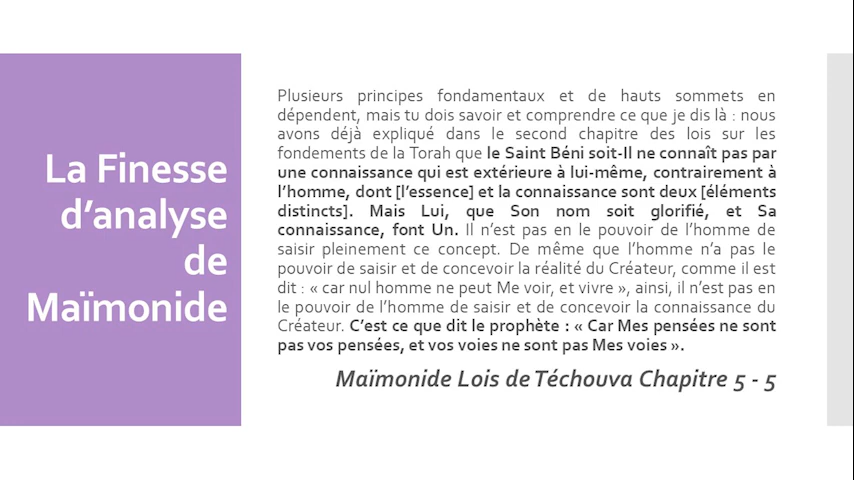 La Finesse
d'analyse
de
Maïmonide
Plusieurs principes fondamentaux et de hauts sommets en
dépendent, mais tu dois savoir et comprendre ce que je dis là : nous
avons déjà expliqué dans le second chapitre des lois sur les
fondements de la Torah que le Saint Béni soit-Il ne connaît pas par
une connaissance qui est extérieure à lui-même, contrairement à
l'homme, dont [l'essence] et la connaissance sont deux [éléments
distincts]. Mais Lui, que Son nom soit glorifié, et Sa
connaissance, font Un. Il n'est pas en le pouvoir de l'homme de
saisir pleinement ce concept. De même que l'homme n'a pas le
pouvoir de saisir et de concevoir la réalité du Créateur, comme il est
dit : « car nul homme ne peut Me voir, et vivre », ainsi, il n'est pas en
le pouvoir de l'homme de saisir et de concevoir la connaissance du
Créateur. C'est ce que dit le prophète : « Car Mes pensées ne sont
pas vos pensées, et vos voies ne sont pas Mes voies ».
Maïmonide Lois de Téchouva Chapitre 5 - 5